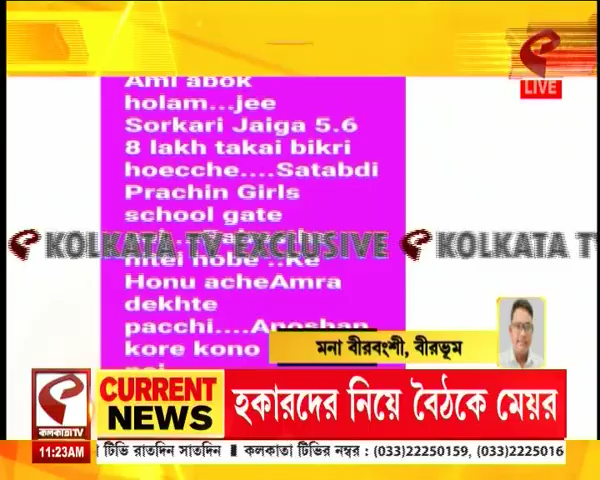 LIVE
Ami abok
holam...jee
Sorkari Jaiga 5.6
8 lakh takai bikri
hoecche....Satabdi
Prachin Girls
school gate
KOLKATA TV EXCLUSIVE KOLKATA TV
nitei hobe ..Ke
Honu acheAmra
dekhte
pacchi....Anoshan
kore kono
মনা বীরবংশী, বীরভূম
CURRENT
NEWS
হকারদের নিয়ে বৈঠকে মেয়র
কলকাতাTV
11:23AM টিভি রাতদিন সাতদিন কলকাতা টিভির নম্বর : (033)22250159, (033)2225016